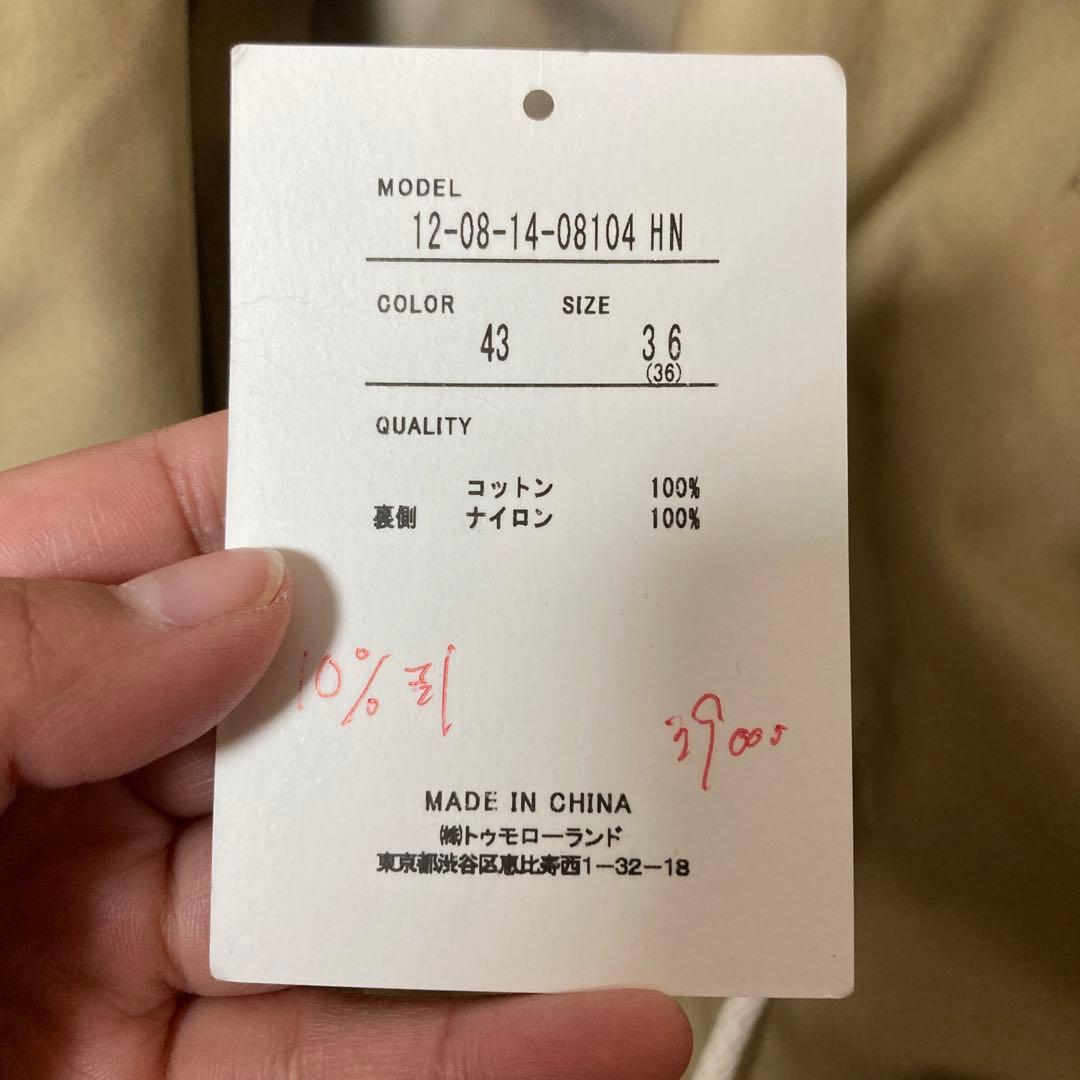 MODEL
12-08-14-08104 HN
COLOR SIZE
43 36
(36)
QUALITY
コットン 100%
裏側 ナイロン 100%
10%引
MADE IN CHINA
㈱トゥモローランド
東京都渋谷区恵比寿西1−32−18